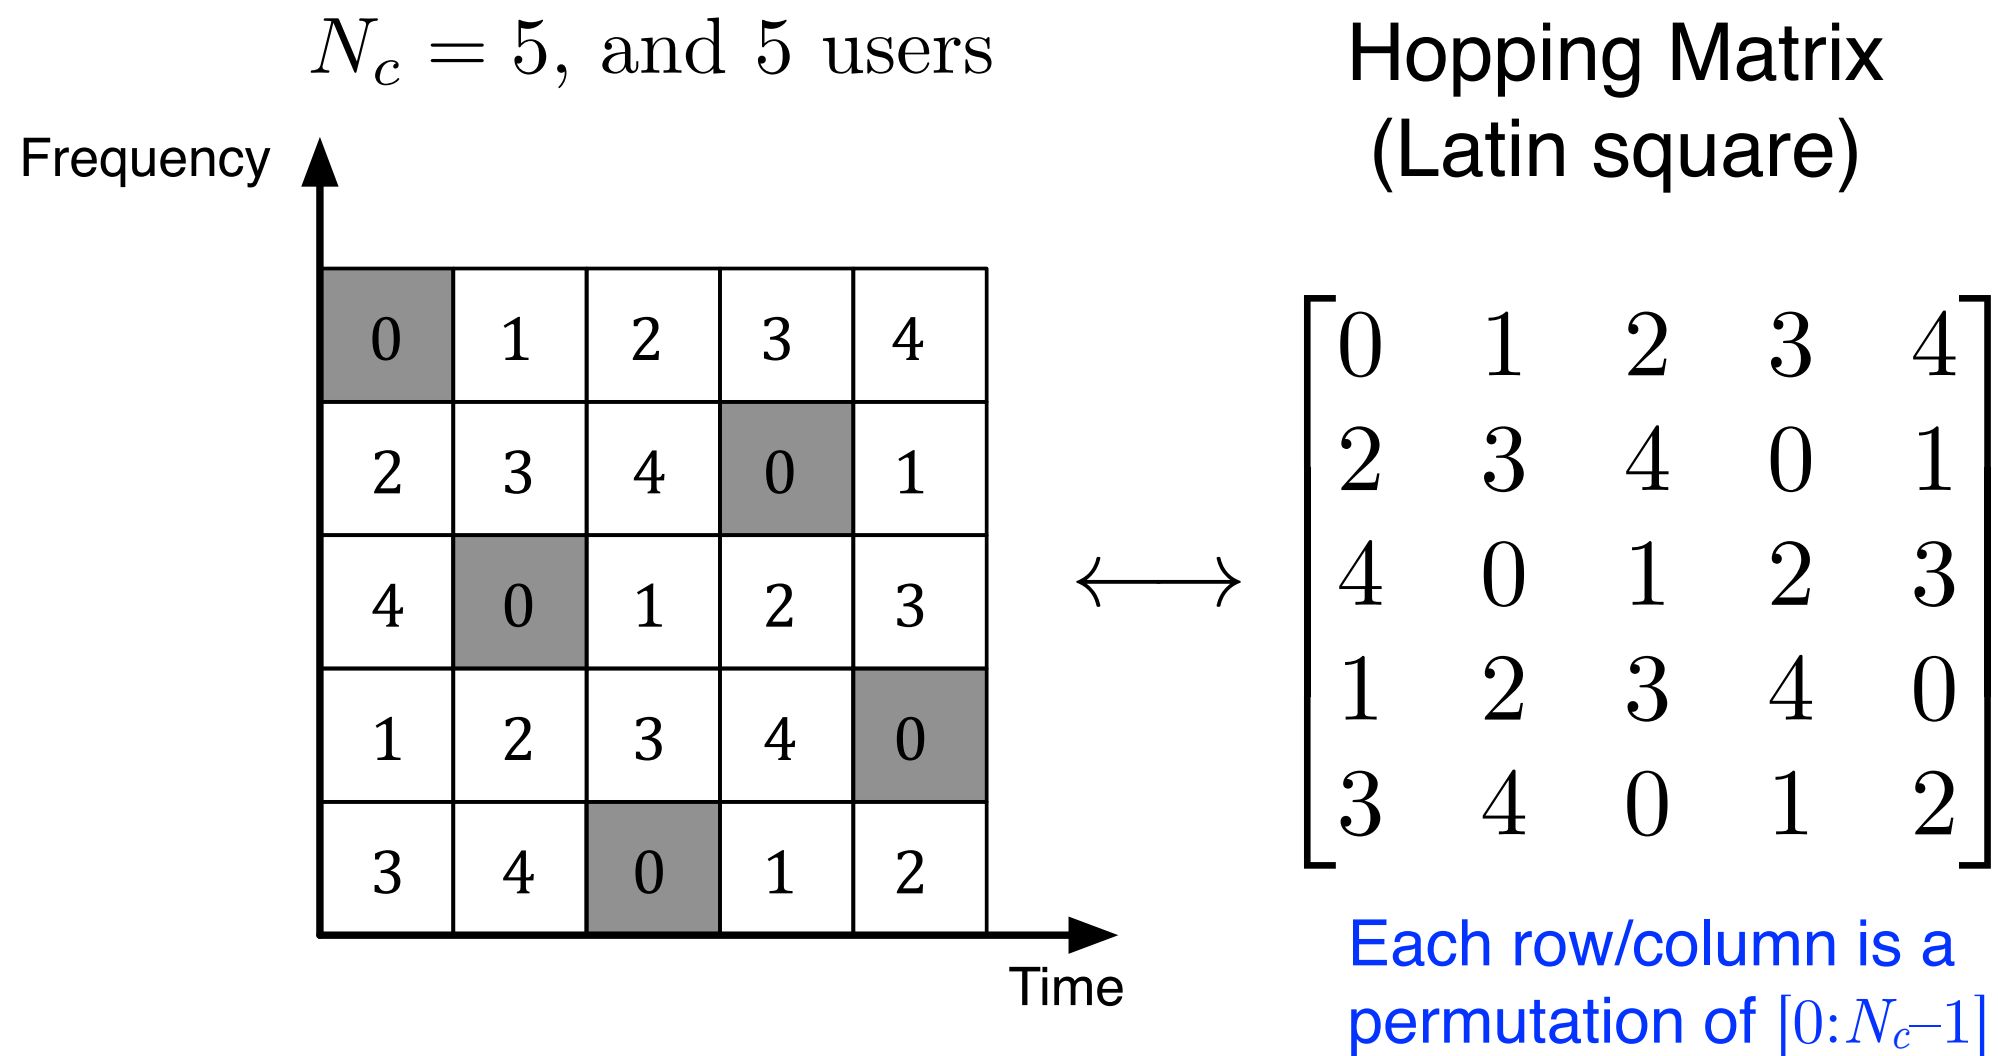 N_c = 5, and 5 users
Hopping Matrix
(Latin square)
Frequency
0 1 2 3 4
2 3 4 0 1
4 0 1 2 3
1 2 3 4 0
3 4 0 1 2
Time
0 1 2 3 4
2 3 4 0 1
4 0 1 2 3
1 2 3 4 0
3 4 0 1 2
Each row/column is a
permutation of [0:N_c–1]